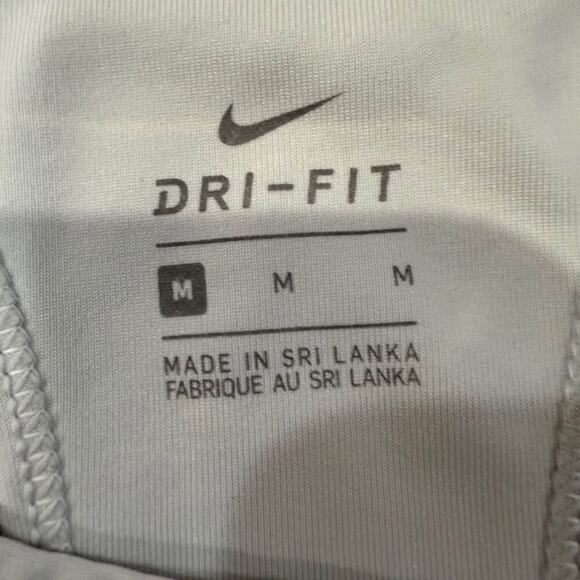 DRI-FIT
M M M
MADE IN SRI LANKA
FABRIQUE AU SRI LANKA